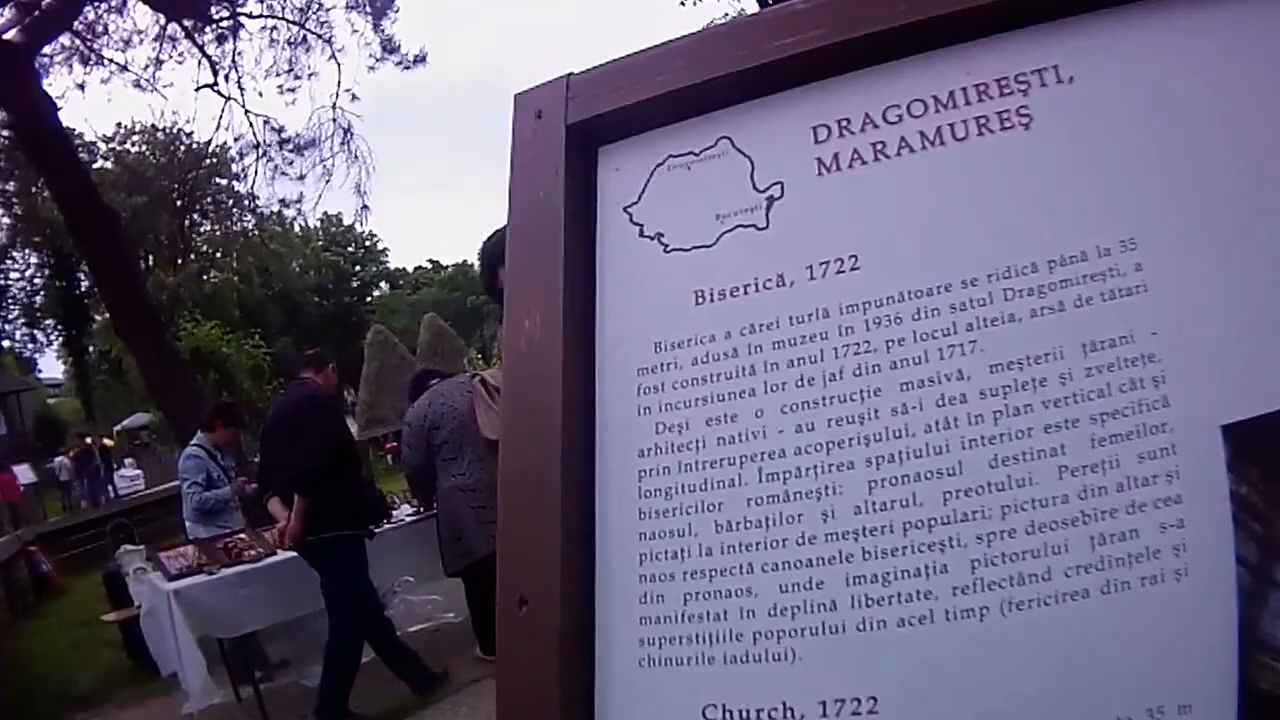 DRAGOMIREŞTI,
MARAMUREŞ
Dragomireşti
Bucureşti
Biserică, 1722
Biserica a cărei turlă impunătoare se ridică până la 35
metri, adusă în muzeu în 1936 din satul Dragomireşti, a
fost construită în anul 1722, pe locul alteia, arsă de tătari
în incursiunea lor de jaf din anul 1717.
Deşi este o construcţie masivă, meşterii ţărani -
arhitecţi nativi - au reuşit să-i dea supleţe şi zvelteţe,
prin întreruperea acoperişului, atât în plan vertical cât şi
longitudinal. Împărţirea spaţiului interior este specifică
bisericilor româneşti: pronaosul destinat femeilor,
naosul, bărbaţilor şi altarul, preotului. Pereţii sunt
pictaţi la interior de meşteri populari; pictura din altar şi
naos respectă canoanele bisericeşti, spre deosebire de cea
din pronaos, unde imaginaţia pictorului ţăran s-a
manifestat în deplină libertate, reflectând credinţele şi
superstiţiile poporului din acel timp (fericirea din rai şi
chinurile iadului).
Church, 1722
35 m